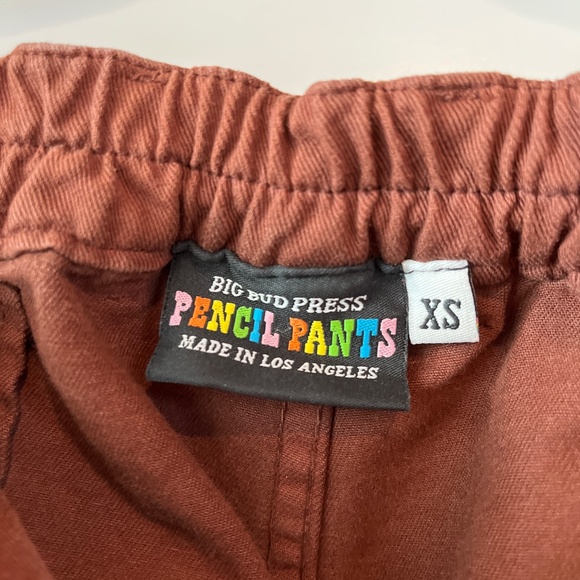 BIG BUD PRESS
PENCIL PANTS
MADE IN LOS ANGELES
XS